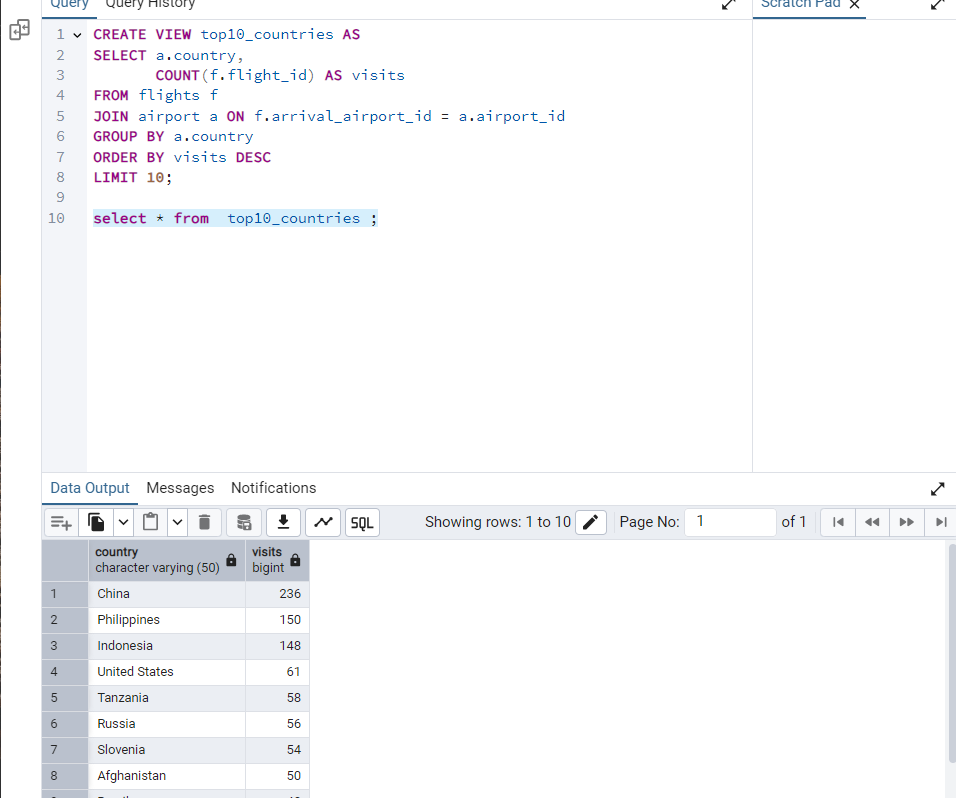 Query Query History
Scratch Pad
1 CREATE VIEW top10_countries AS
2 SELECT a.country,
3 COUNT(f.flight_id) AS visits
4 FROM flights f
5 JOIN airport a ON f.arrival_airport_id = a.airport_id
6 GROUP BY a.country
7 ORDER BY visits DESC
8 LIMIT 10;
9
10 select * from  top10_countries ;
Data Output Messages Notifications
SQL Showing rows: 1 to 10 Page No: 1 of 1
country visits
character varying (50) bigint
1 China 236
2 Philippines 150
3 Indonesia 148
4 United States 61
5 Tanzania 58
6 Russia 56
7 Slovenia 54
8 Afghanistan 50